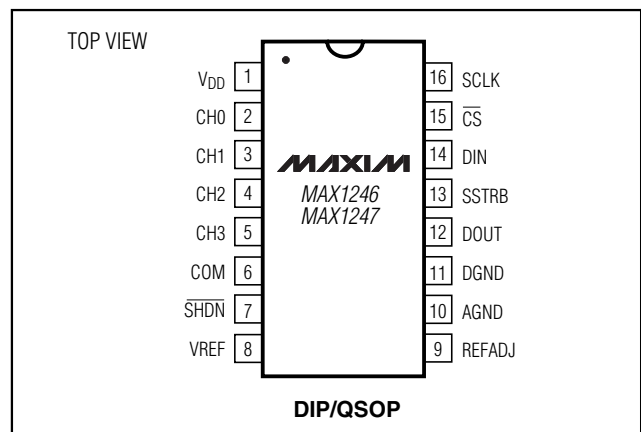 TOP VIEW
VDD 1
CH0 2
CH1 3
CH2 4
CH3 5
COM 6
SHDN 7
VREF 8
MAXIM
MAX1246
MAX1247
16 SCLK
15 CS
14 DIN
13 SSTRB
12 DOUT
11 DGND
10 AGND
9 REFADJ
DIP/QSOP